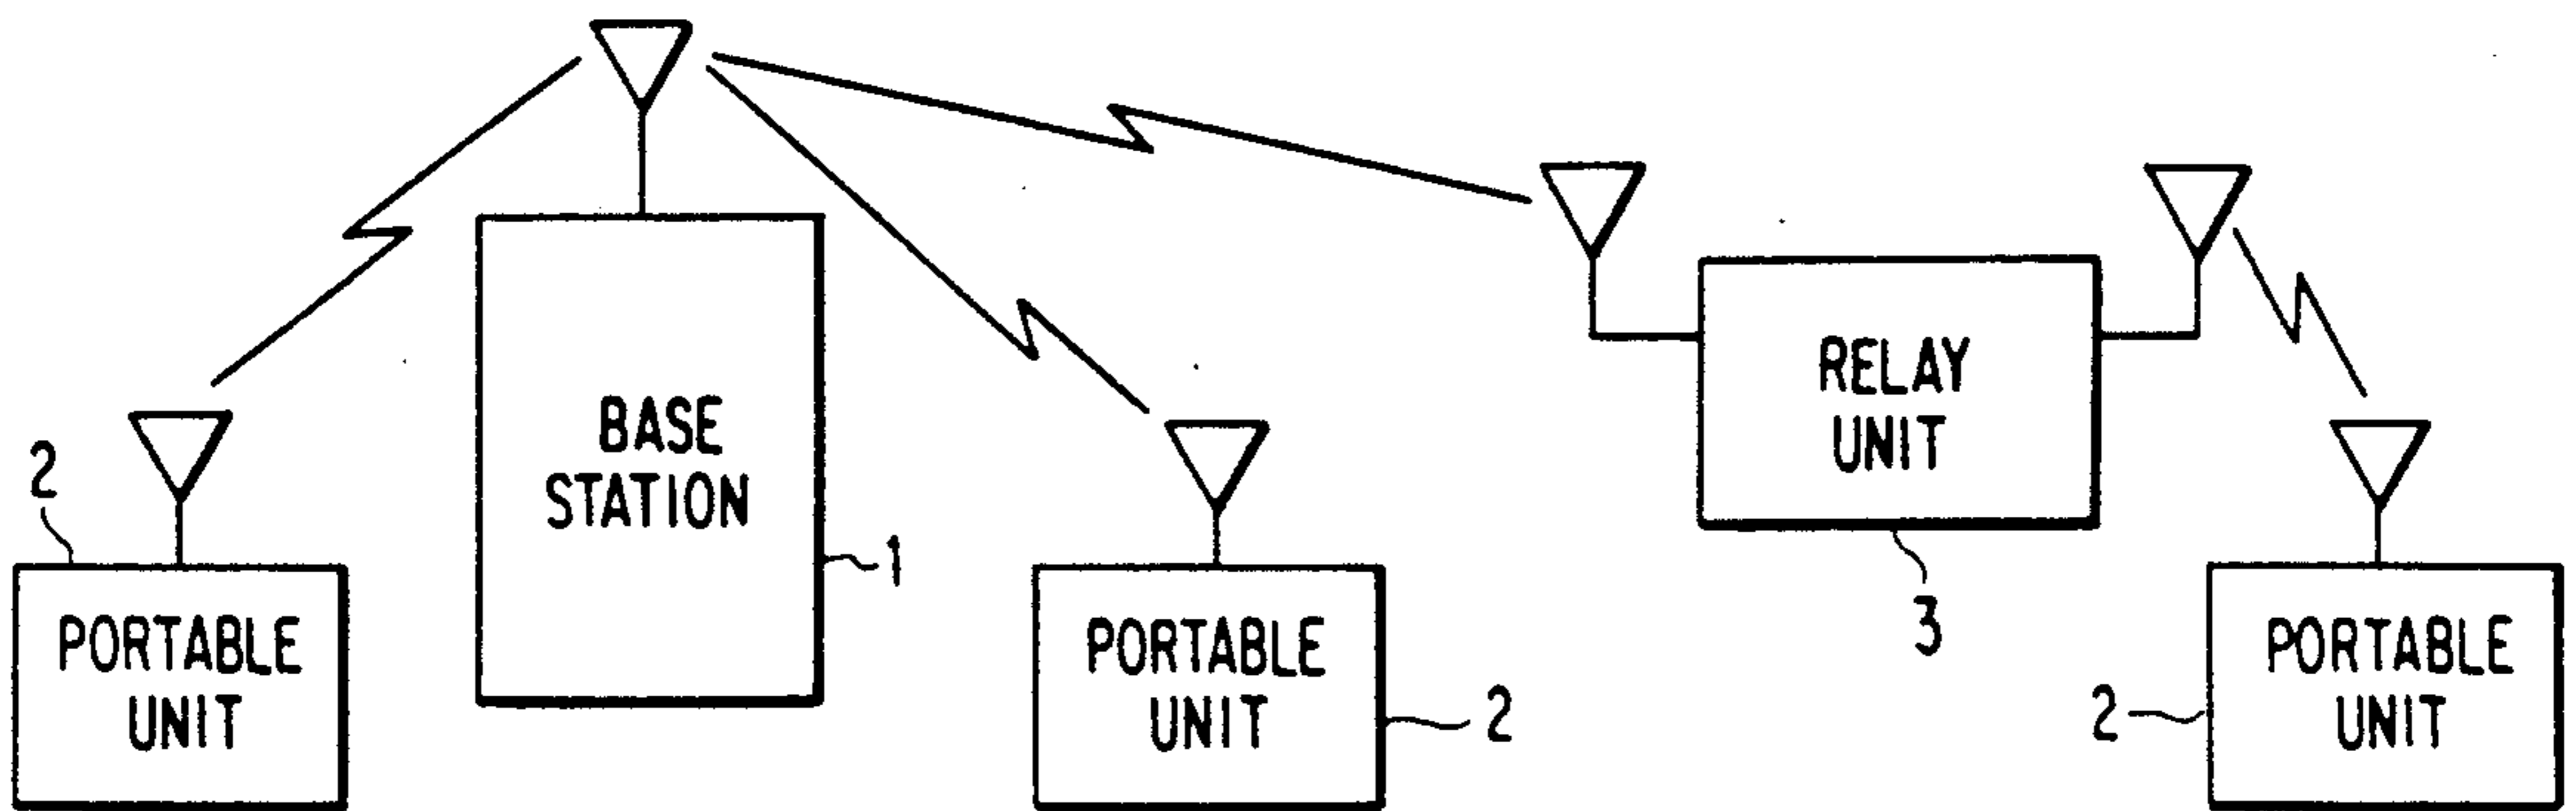 BASE
STATION
1
2
PORTABLE
UNIT
PORTABLE
UNIT
2
RELAY
UNIT
3
2
PORTABLE
UNIT